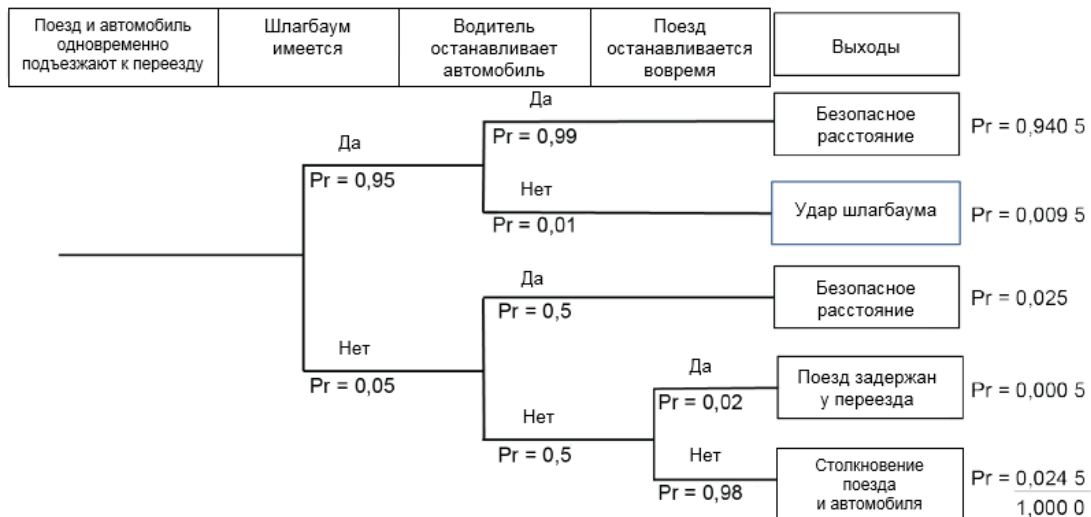 Поезд и автомобиль
одновременно
подъезжают к переезду
Шлагбаум
имеется
Водитель
останавливает
автомобиль
Поезд
останавливается
вовремя
Выходы
Да
Pr = 0,95
Да
Pr = 0,99
Безопасное
расстояние
Pr = 0,940 5
Нет
Pr = 0,01
Удар шлагбаума
Pr = 0,009 5
Нет
Pr = 0,05
Да
Pr = 0,5
Безопасное
расстояние
Pr = 0,025
Нет
Pr = 0,5
Да
Pr = 0,02
Поезд задержан
у переезда
Pr = 0,000 5
Нет
Pr = 0,98
Столкновение
поезда
и автомобиля
Pr = 0,024 5
1,000 0